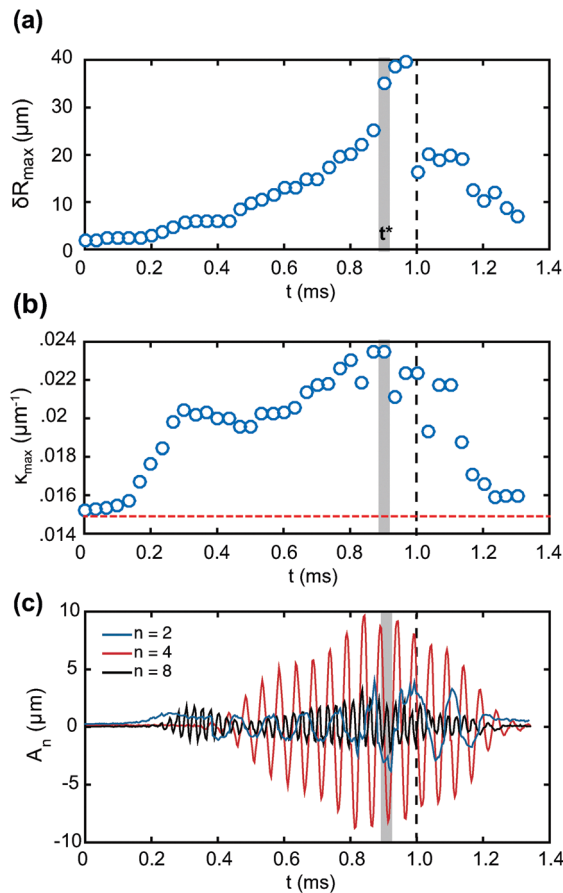 (a)
δRmax (μm)
40
30
20
10
0
t*
0 0.2 0.4 0.6 0.8 1.0 1.2 1.4
t (ms)
(b)
κmax (μm-1)
.024
.022
.02
.018
.016
.014
0 0.2 0.4 0.6 0.8 1.0 1.2 1.4
t (ms)
(c)
An (μm)
10
5
0
-5
-10
n = 2
n = 4
n = 8
0 0.2 0.4 0.6 0.8 1.0 1.2 1.4
t (ms)